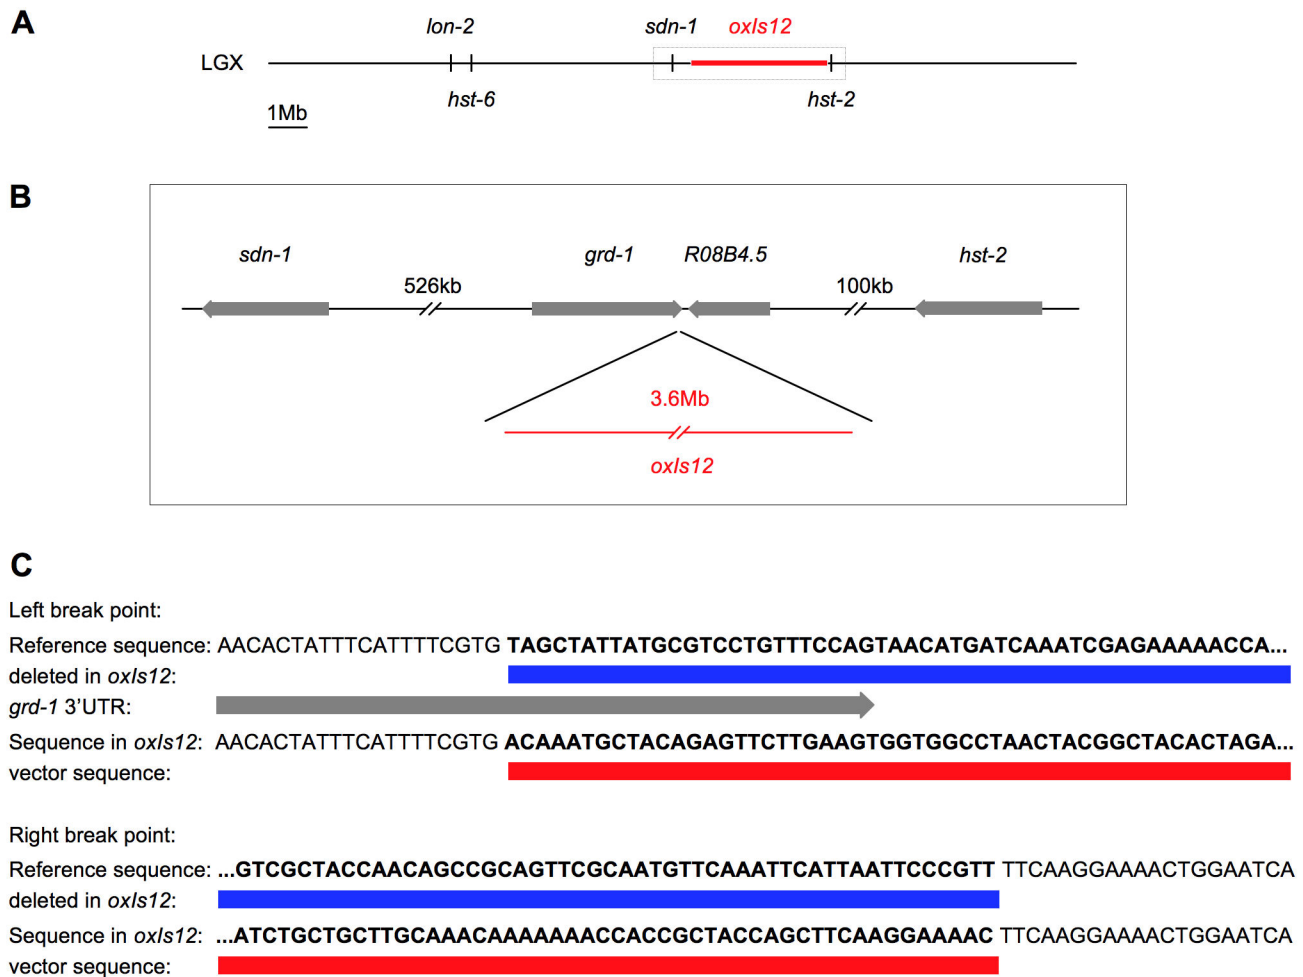 A
lon-2 sdn-1 oxIs12
LGX
hst-6 hst-2
1Mb
B
sdn-1 grd-1 R08B4.5 hst-2
526kb 100kb
3.6Mb
oxIs12
C
Left break point:
Reference sequence: AACACTATTTCATTTTCGTG TAGCTATTATGCGTCCTGTTTCCAGTAACATGATCAAATCGAGAAAAACCA...
deleted in oxIs12:
grd-1 3'UTR:
Sequence in oxIs12: AACACTATTTCATTTTCGTG ACAAATGCTACAGAGTTCTTGAAGTGGTGGCCTAACTACGGCTACACTAGA...
vector sequence:
Right break point:
Reference sequence: ...GTCGCTACCAACAGCCGCAGTTCGCAATGTTCAAATTCATTAATTCCCGTT TTCAAGGAAAACTGGAATCA
deleted in oxIs12:
Sequence in oxIs12: ...ATCTGCTGCTTGCAAACAAAAAAACCACCGCTACCAGCTTCAAGGAAAAC TTCAAGGAAAACTGGAATCA
vector sequence: